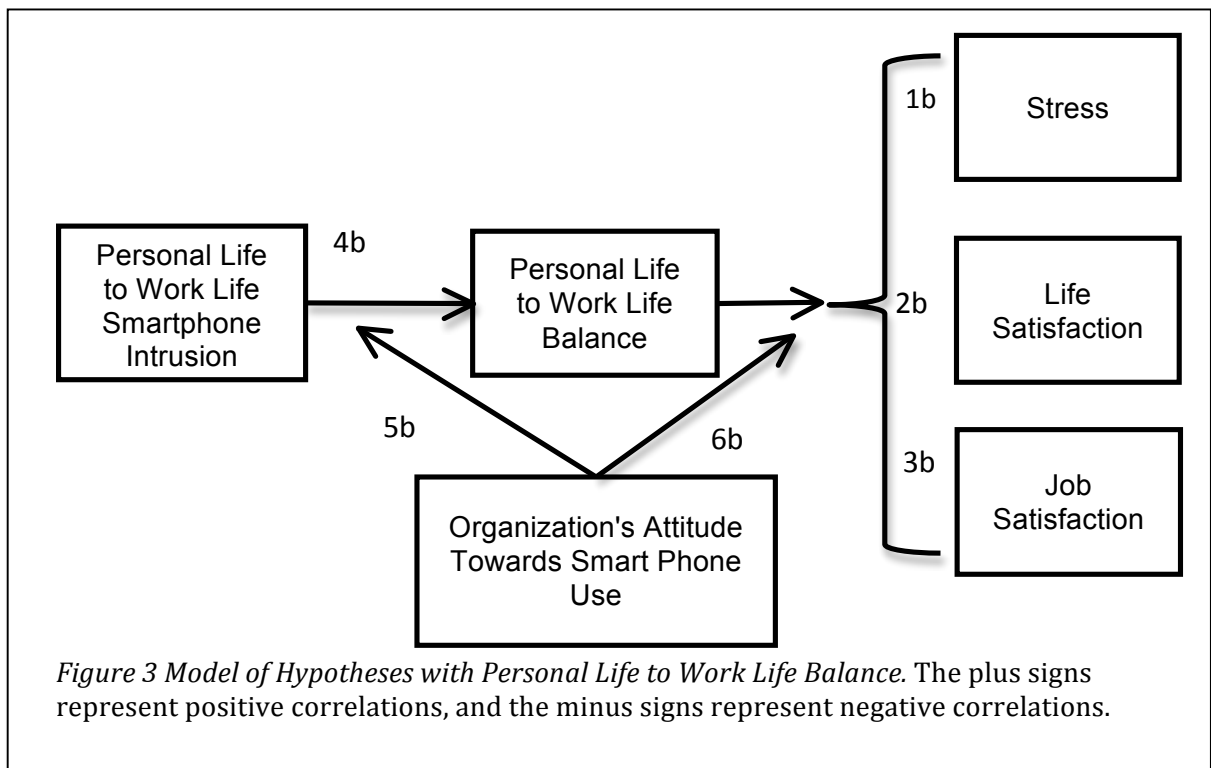 1b
Stress
4b
Personal Life
to Work Life
Smartphone
Intrusion
Personal Life
to Work Life
Balance
2b
Life
Satisfaction
5b
6b
3b
Job
Satisfaction
Organization's Attitude
Towards Smart Phone
Use
Figure 3 Model of Hypotheses with Personal Life to Work Life Balance. The plus signs
represent positive correlations, and the minus signs represent negative correlations.